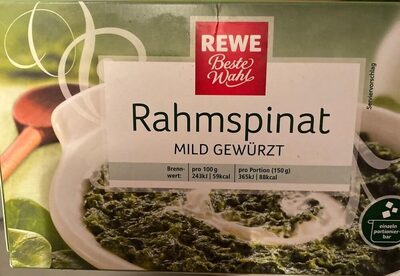 REWE
Beste
Wahl
Rahmspinat
MILD GEWÜRZT
Brenn-
wert:
pro 100 g
243kJ | 59kcal
pro Portion (150 g)
365kJ | 88kcal
Serviervorschlag
einzeln
portionier-
bar